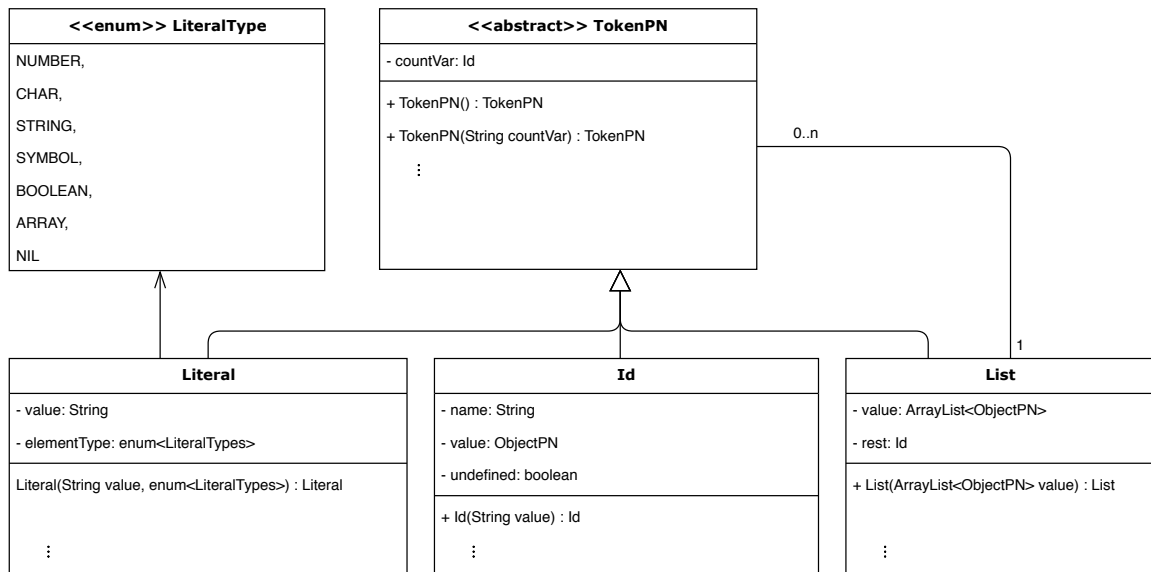 <<enum>> LiteralType
NUMBER,
CHAR,
STRING,
SYMBOL,
BOOLEAN,
ARRAY,
NIL
<<abstract>> TokenPN
- countVar: Id
+ TokenPN() : TokenPN
+ TokenPN(String countVar) : TokenPN
⋮
0..n
1
Literal
- value: String
- elementType: enum<LiteralTypes>
Literal(String value, enum<LiteralTypes>) : Literal
⋮
Id
- name: String
- value: ObjectPN
- undefined: boolean
+ Id(String value) : Id
⋮
List
- value: ArrayList<ObjectPN>
- rest: Id
+ List(ArrayList<ObjectPN> value) : List
⋮